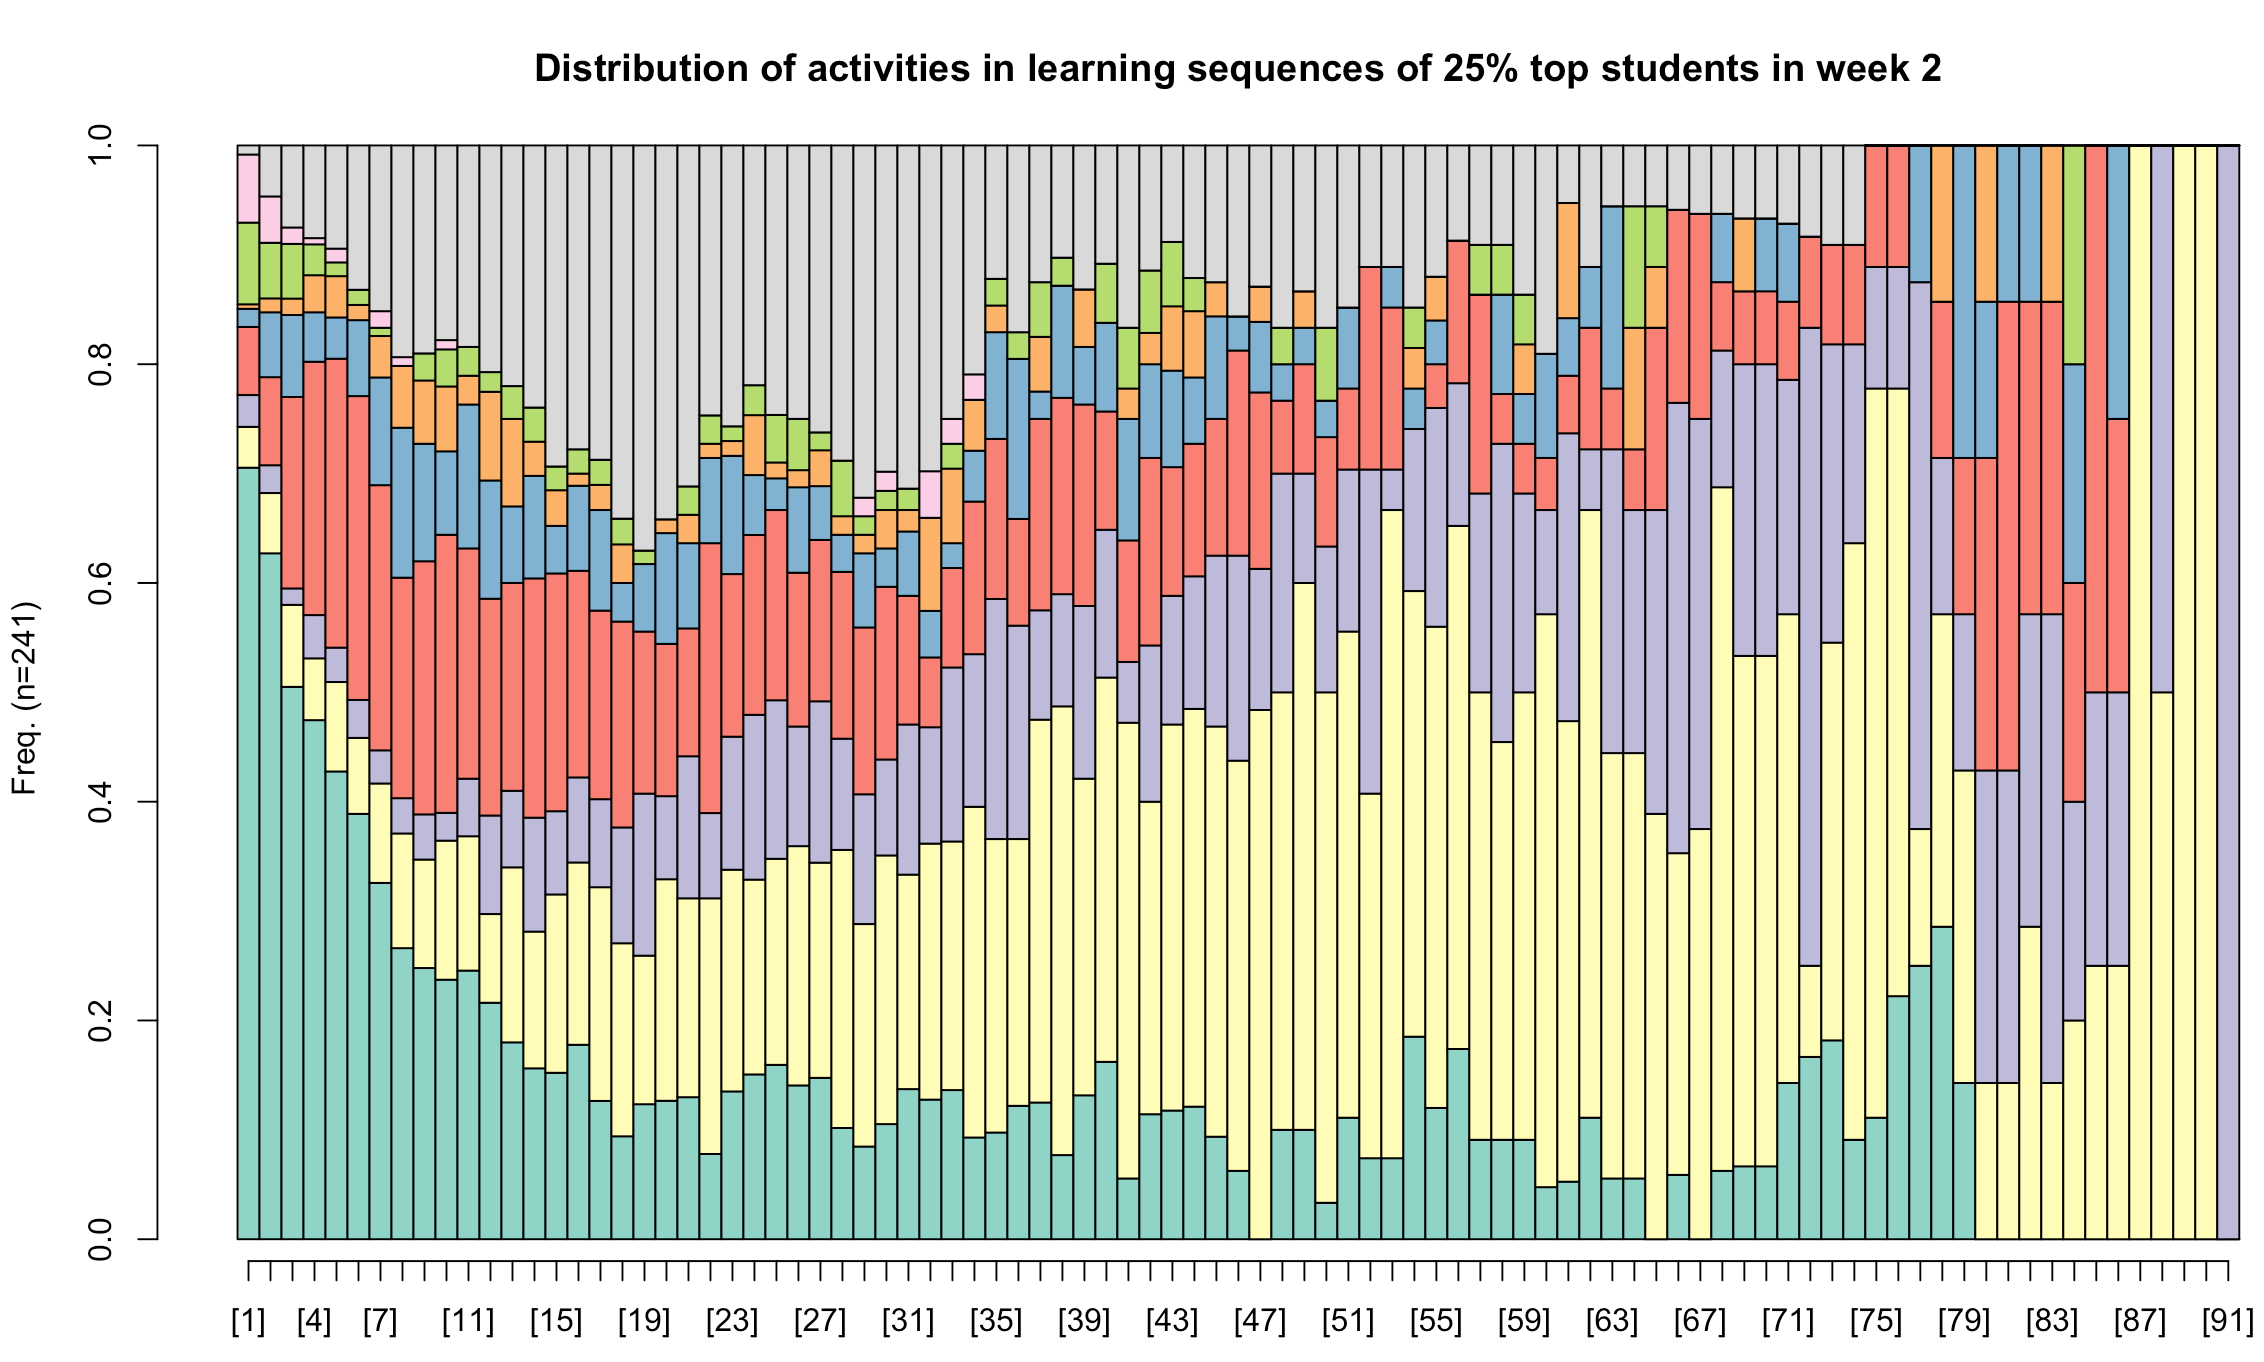 Distribution of activities in learning sequences of 25% top students in week 2
Freq. (n=241)
1.0
0.8
0.6
0.4
0.2
0.0
[1] [4] [7] [11] [15] [19] [23] [27] [31] [35] [39] [43] [47] [51] [55] [59] [63] [67] [71] [75] [79] [83] [87] [91]